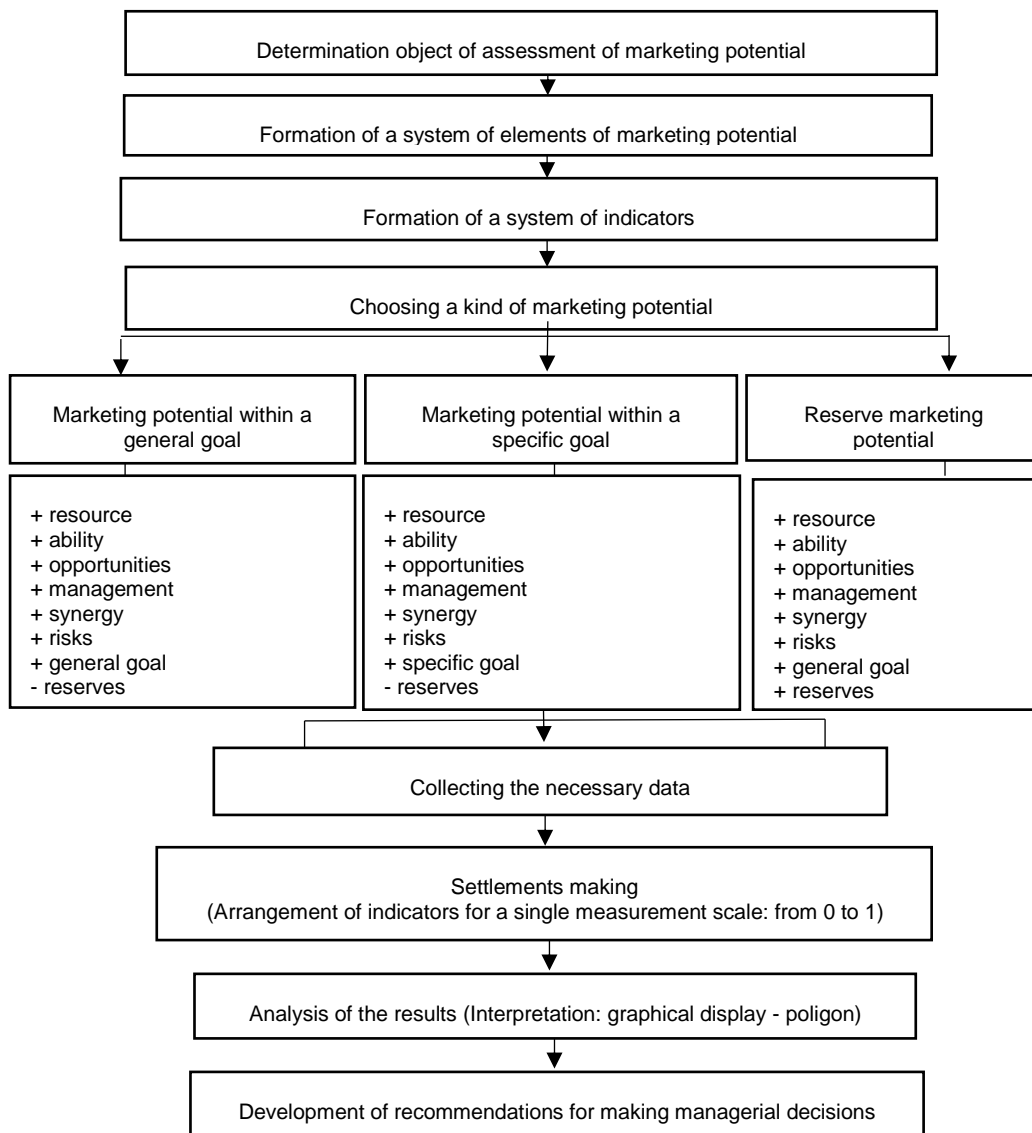 Determination object of assessment of marketing potential
Formation of a system of elements of marketing potential
Formation of a system of indicators
Choosing a kind of marketing potential
Marketing potential within a
general goal
Marketing potential within a
specific goal
Reserve marketing
potential
+ resource
+ ability
+ opportunities
+ management
+ synergy
+ risks
+ general goal
- reserves
+ resource
+ ability
+ opportunities
+ management
+ synergy
+ risks
+ specific goal
- reserves
+ resource
+ ability
+ opportunities
+ management
+ synergy
+ risks
+ general goal
+ reserves
Collecting the necessary data
Settlements making
(Arrangement of indicators for a single measurement scale: from 0 to 1)
Analysis of the results (Interpretation: graphical display - poligon)
Development of recommendations for making managerial decisions